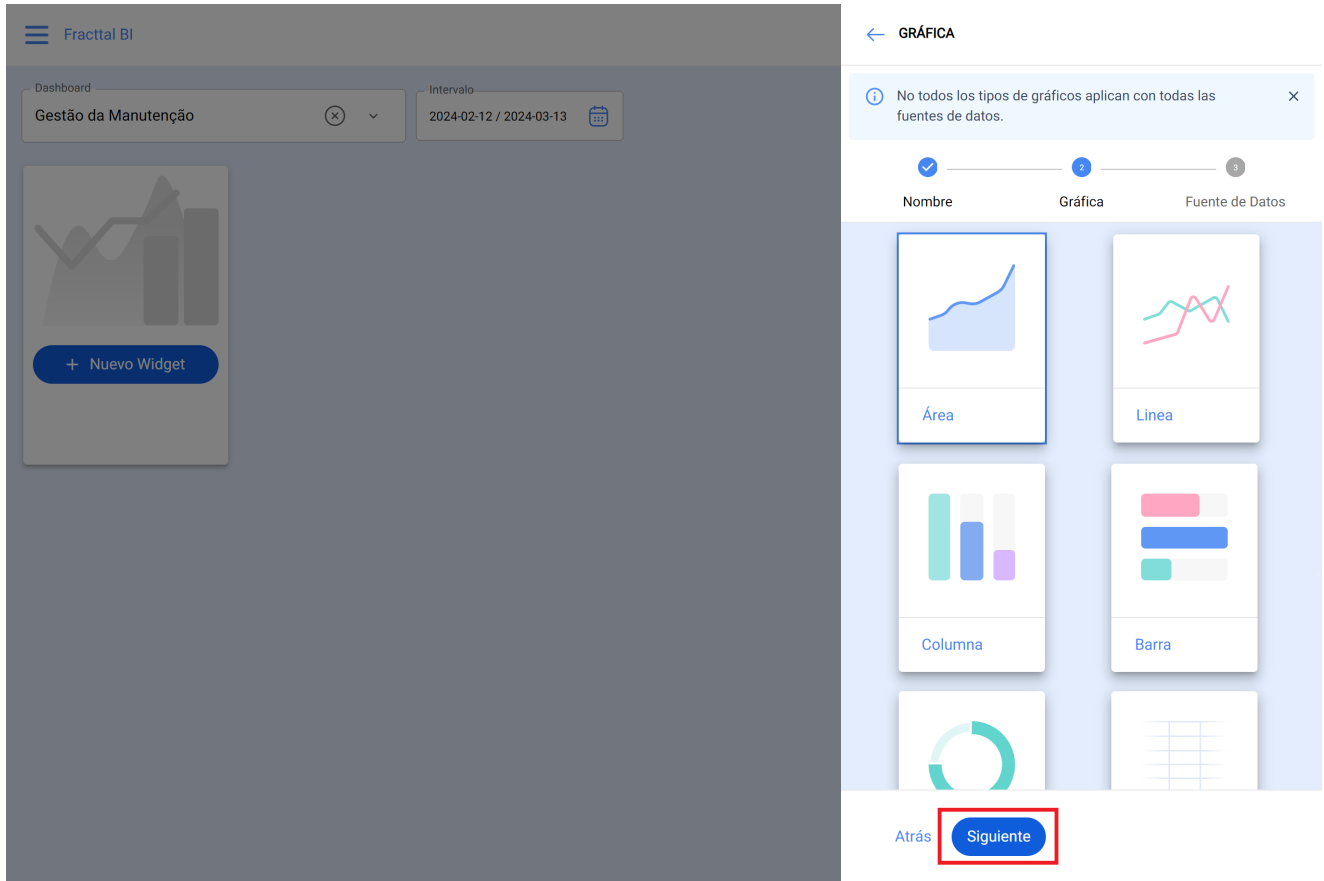 Fracttal BI
Dashboard
Gestão da Manutenção
Intervalo
2024-02-12 / 2024-03-13
+ Nuevo Widget
GRÁFICA
No todos los tipos de gráficos aplican con todas las
fuentes de datos.
2
3
Nombre
Gráfica
Fuente de Datos
Área
Linea
Columna
Barra
Atrás
Siguiente